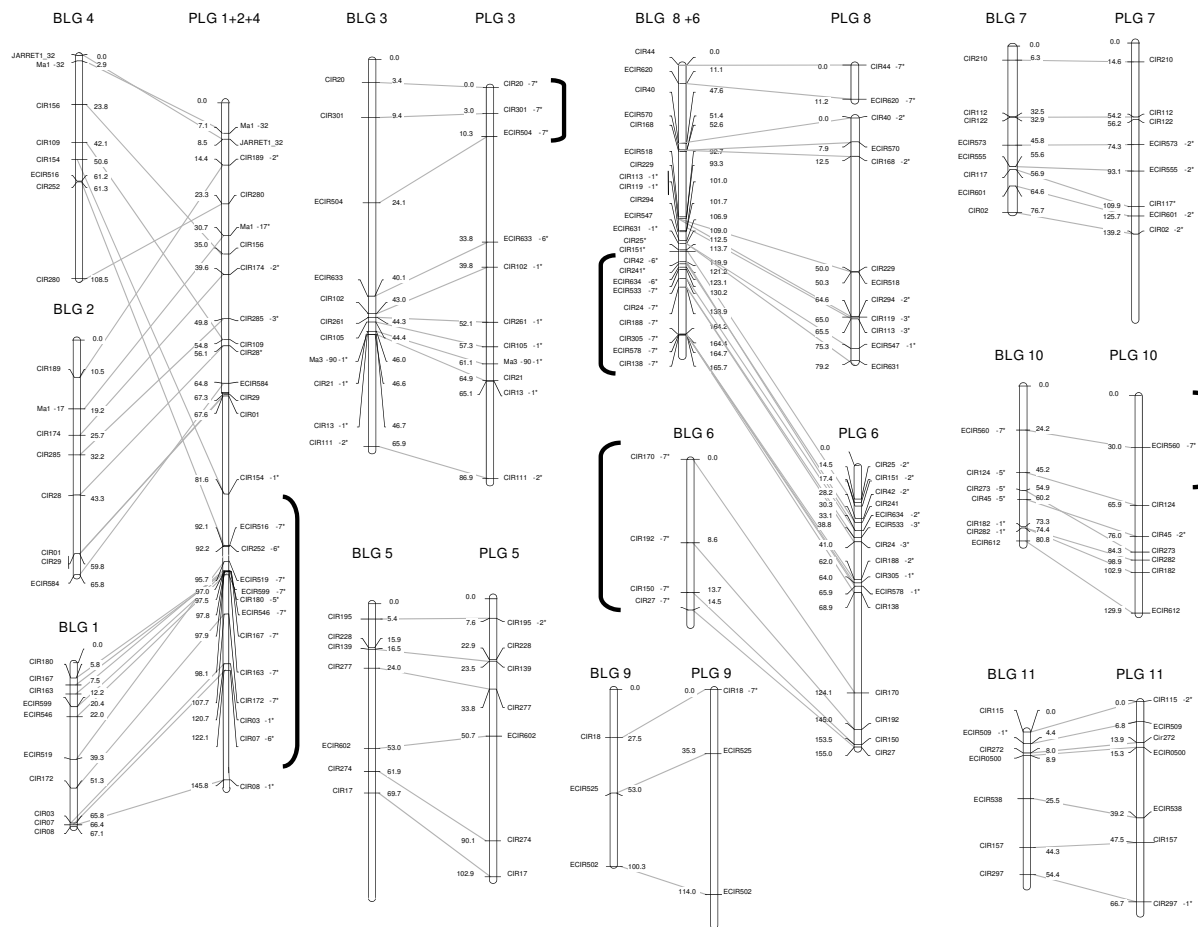 BLG 4
JARRET1_32 0.0
Ma1 -32 2.9
CIR156 23.8
CIR109 42.1
CIR154 50.6
ECIR516 61.2
CIR252 61.3
CIR280 108.5
BLG 2
0.0
CIR189 10.5
Ma1 -17 19.2
CIR174 25.7
CIR285 32.2
CIR28 43.3
CIR01
CIR29 59.8
ECIR584 65.8
BLG 1
0.0
CIR180 5.8
CIR167 7.5
CIR163 12.2
ECIR599 20.4
ECIR546 22.0
ECIR519 39.3
CIR172 51.3
CIR03 65.8
CIR07 66.4
CIR08 67.1
PLG 1+2+4
0.0
7.1 Ma1 -32
8.5 JARRET1_32
14.4 CIR189 -2"
23.3 CIR280
30.7 Ma1 -17"
35.0 CIR156
39.6 CIR174 -2"
49.8 CIR285 -3"
54.8 CIR109
56.1 CIR28"
64.8 ECIR584
67.3 CIR29
67.6 CIR01
81.6 CIR154 -1"
92.1 ECIR516 -7"
92.2 CIR252 -6"
95.7 ECIR519 -7"
97.0 ECIR599 -7"
97.5 CIR180 -5"
97.8 ECIR546 -7"
97.9 CIR167 -7"
98.1 CIR163 -7"
107.7 CIR172 -7"
120.7 CIR03 -1"
122.1 CIR07 -6"
145.8 CIR08 -1"
BLG 3
0.0
CIR20 3.4
CIR301 9.4
ECIR504 24.1
ECIR633 40.1
CIR102 43.0
CIR261 44.3
CIR105 44.4
Ma3 -90 -1" 46.0
CIR21 -1" 46.6
CIR13 -1" 46.7
CIR111 -2" 65.9
PLG 3
0.0 CIR20 -7"
3.0 CIR301 -7"
10.3 ECIR504 -7"
33.8 ECIR633 -6"
39.8 CIR102 -1"
52.1 CIR261 -1"
57.3 CIR105 -1"
61.1 Ma3 -90 -1"
64.9 CIR21
65.1 CIR13 -1"
86.9 CIR111 -2"
BLG 5
0.0
CIR195 5.4
CIR228 15.9
CIR139 16.5
CIR277 24.0
ECIR602 53.0
CIR274 61.9
CIR17 69.7
PLG 5
0.0
7.6 CIR195 -2"
22.9 CIR228
23.5 CIR139
33.8 CIR277
50.7 ECIR602
90.1 CIR274
102.9 CIR17
BLG 8 +6
CIR44 0.0
ECIR620 11.1
CIR40 47.6
ECIR570 51.4
CIR168 52.6
ECIR518 92.7
CIR229 93.3
CIR113 -1" 101.0
CIR119 -1"
CIR294 101.7
ECIR547 106.9
ECIR631 -1" 109.0
CIR25" 112.5
CIR151" 113.7
CIR42 -6" 119.9
CIR241" 121.2
ECIR634 -6" 123.1
ECIR533 -7" 130.2
CIR24 -7" 138.9
CIR188 -7" 164.2
CIR305 -7" 164.4
ECIR578 -7" 164.7
CIR138 -7" 165.7
PLG 8
0.0 CIR44 -7"
11.2 ECIR620 -7"
0.0 CIR40 -2"
7.9 ECIR570
12.5 CIR168 -2"
50.0 CIR229
50.3 ECIR518
64.6 CIR294 -2"
CIR119 -3"
65.0
65.5 CIR113 -3"
75.3 ECIR547 -1"
79.2 ECIR631
BLG 6
CIR170 -7" 0.0
CIR192 -7" 8.6
CIR150 -7" 13.7
CIR27 -7" 14.5
PLG 6
0.0
14.5 CIR25 -2"
17.4 CIR151 -2"
28.2 CIR42 -2"
30.3 CIR241
33.1 ECIR634 -2"
38.8 ECIR533 -3"
41.0 CIR24 -3"
62.0 CIR188 -2"
64.0 CIR305 -1"
65.9 ECIR578 -1"
68.9 CIR138
124.1 CIR170
145.0 CIR192
153.5 CIR150
155.0 CIR27
BLG 9
0.0
CIR18 27.5
ECIR525 53.0
ECIR502 100.3
PLG 9
0.0 CIR18 -7"
35.3 ECIR525
114.0 ECIR502
BLG 7
0.0
CIR210 6.3
CIR112 32.5
CIR122 32.9
ECIR573 45.8
ECIR555 55.6
CIR117 56.9
ECIR601 64.6
CIR02 76.7
PLG 7
0.0
14.6 CIR210
54.2 CIR112
56.2 CIR122
74.3 ECIR573 -2"
93.1 ECIR555 -2"
109.9 CIR117"
125.7 ECIR601 -2"
139.2 CIR02 -2"
BLG 10
0.0
ECIR560 -7" 24.2
CIR124 -5" 45.2
CIR273 -5" 54.9
CIR45 -5" 60.2
CIR182 -1" 73.3
CIR282 -1" 74.4
ECIR612 80.8
PLG 10
0.0
30.0 ECIR560 -7"
65.9 CIR124
76.0 CIR45 -2"
84.3 CIR273
98.9 CIR282
102.9 CIR182
129.9 ECIR612
BLG 11
CIR115 0.0
ECIR509 -1" 4.4
CIR272 8.0
ECIR0500 8.9
ECIR538 25.5
CIR157 44.3
CIR297 54.4
PLG 11
0.0 CIR115 -2"
6.8 ECIR509
13.9 Cir272
15.3 ECIR0500
39.2 ECIR538
47.5 CIR157
66.7 CIR297 -1"